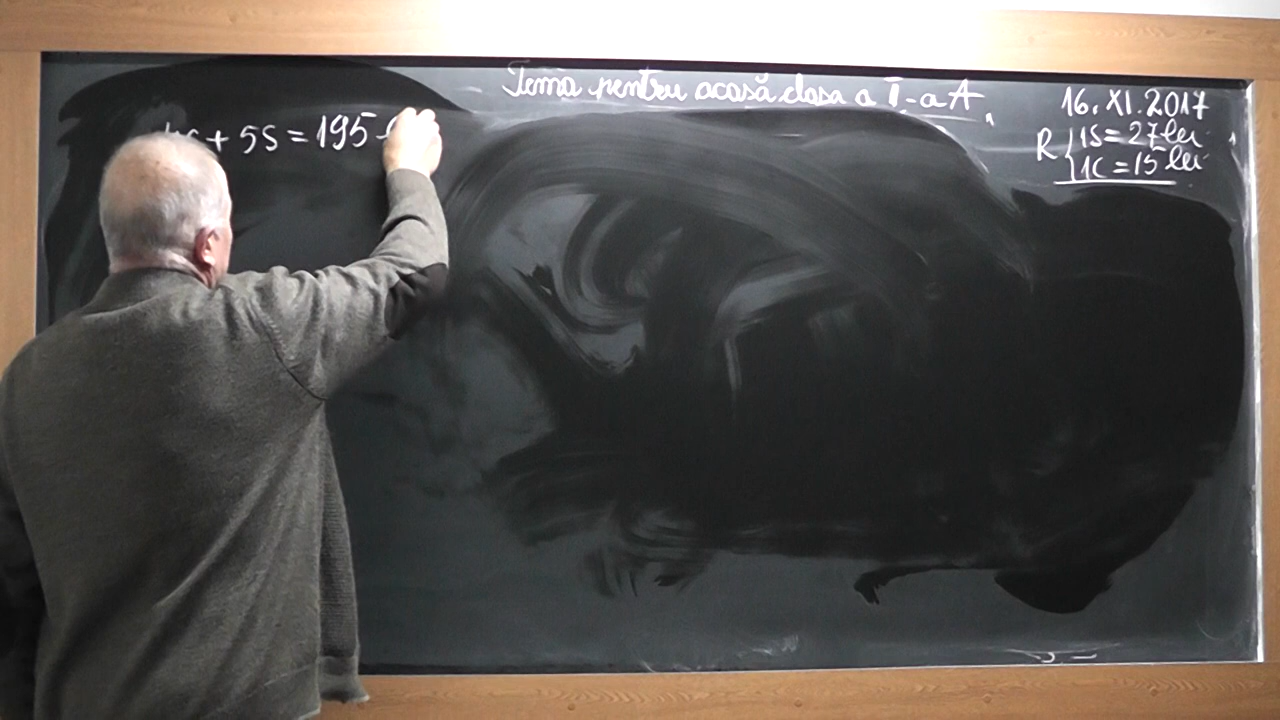 Tema pentru acasă clasa a V-a A
16.XI.2017
+ 5S = 195
R { 1S = 27 lei
1C = 15 lei